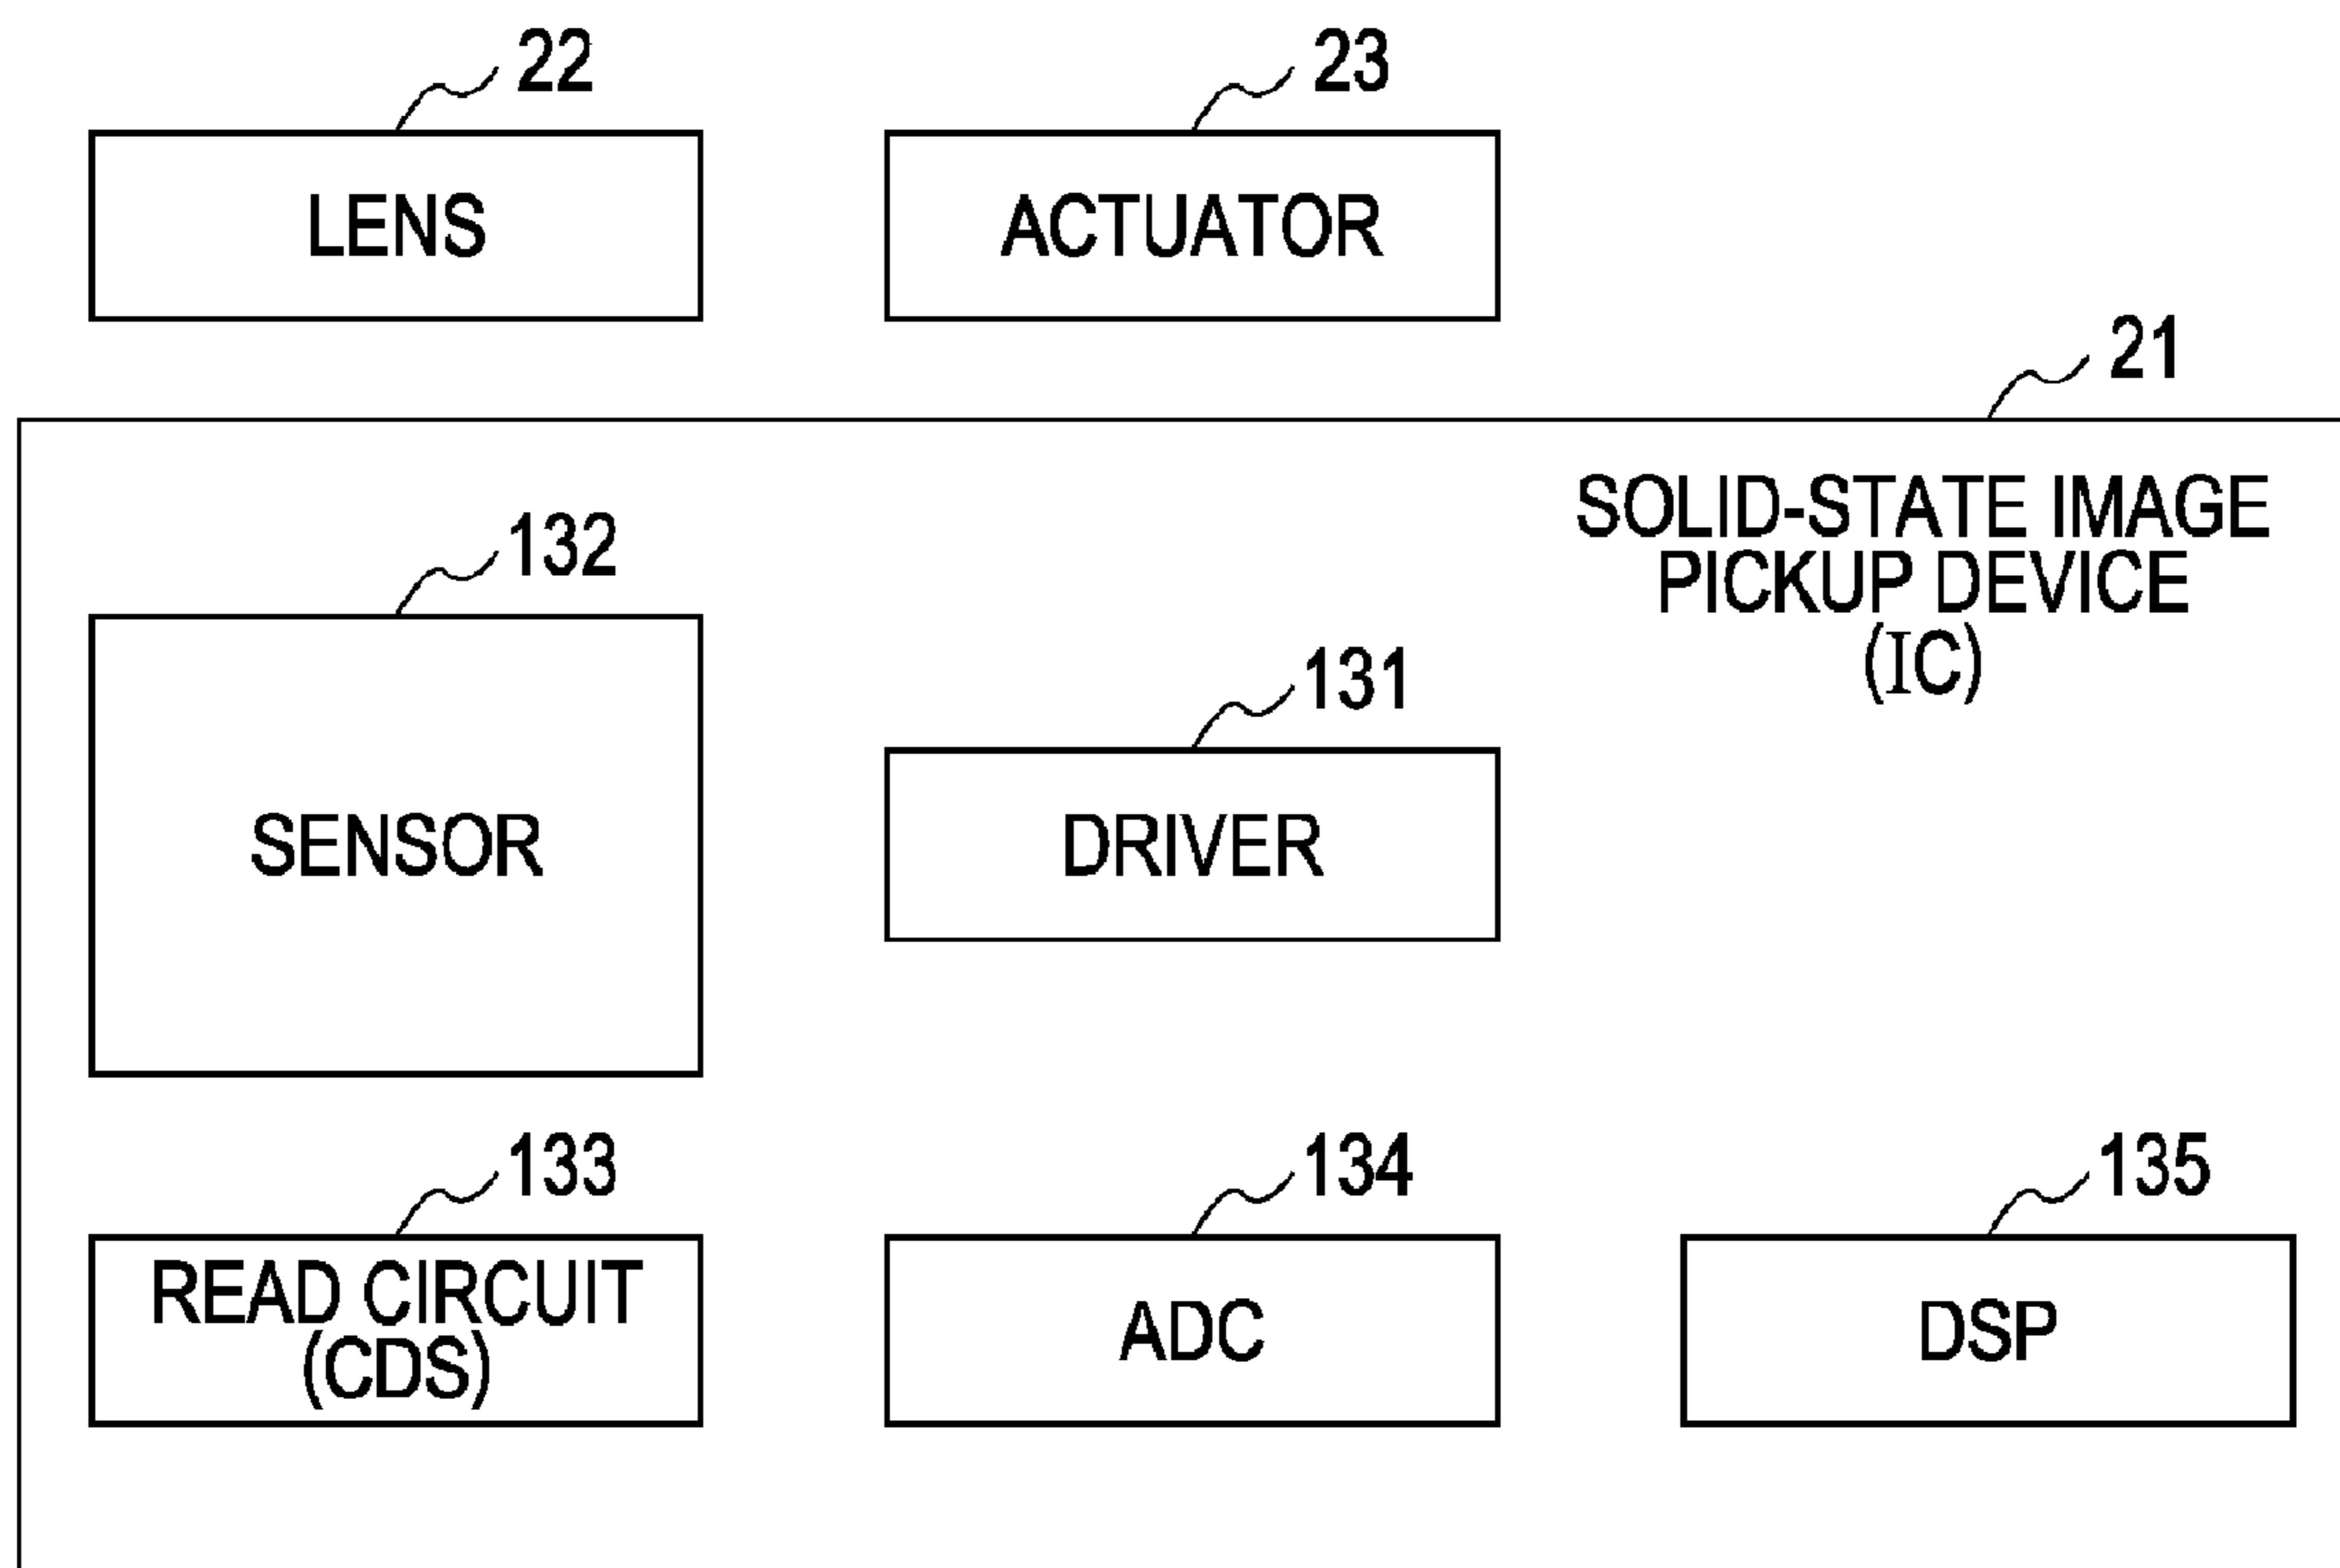 22
23
LENS
ACTUATOR
21
SOLID-STATE IMAGE
PICKUP DEVICE
(IC)
132
131
SENSOR
DRIVER
133
134
135
READ CIRCUIT
(CDS)
ADC
DSP